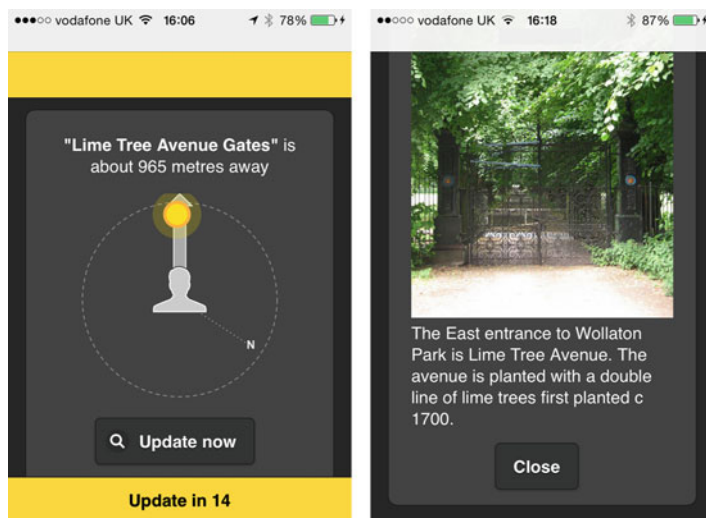 vodafone UK 16:06 78%
"Lime Tree Avenue Gates" is
about 965 metres away
N
Update now
Update in 14
vodafone UK 16:18 87%
The East entrance to Wollaton
Park is Lime Tree Avenue. The
avenue is planted with a double
line of lime trees first planted c
1700.
Close